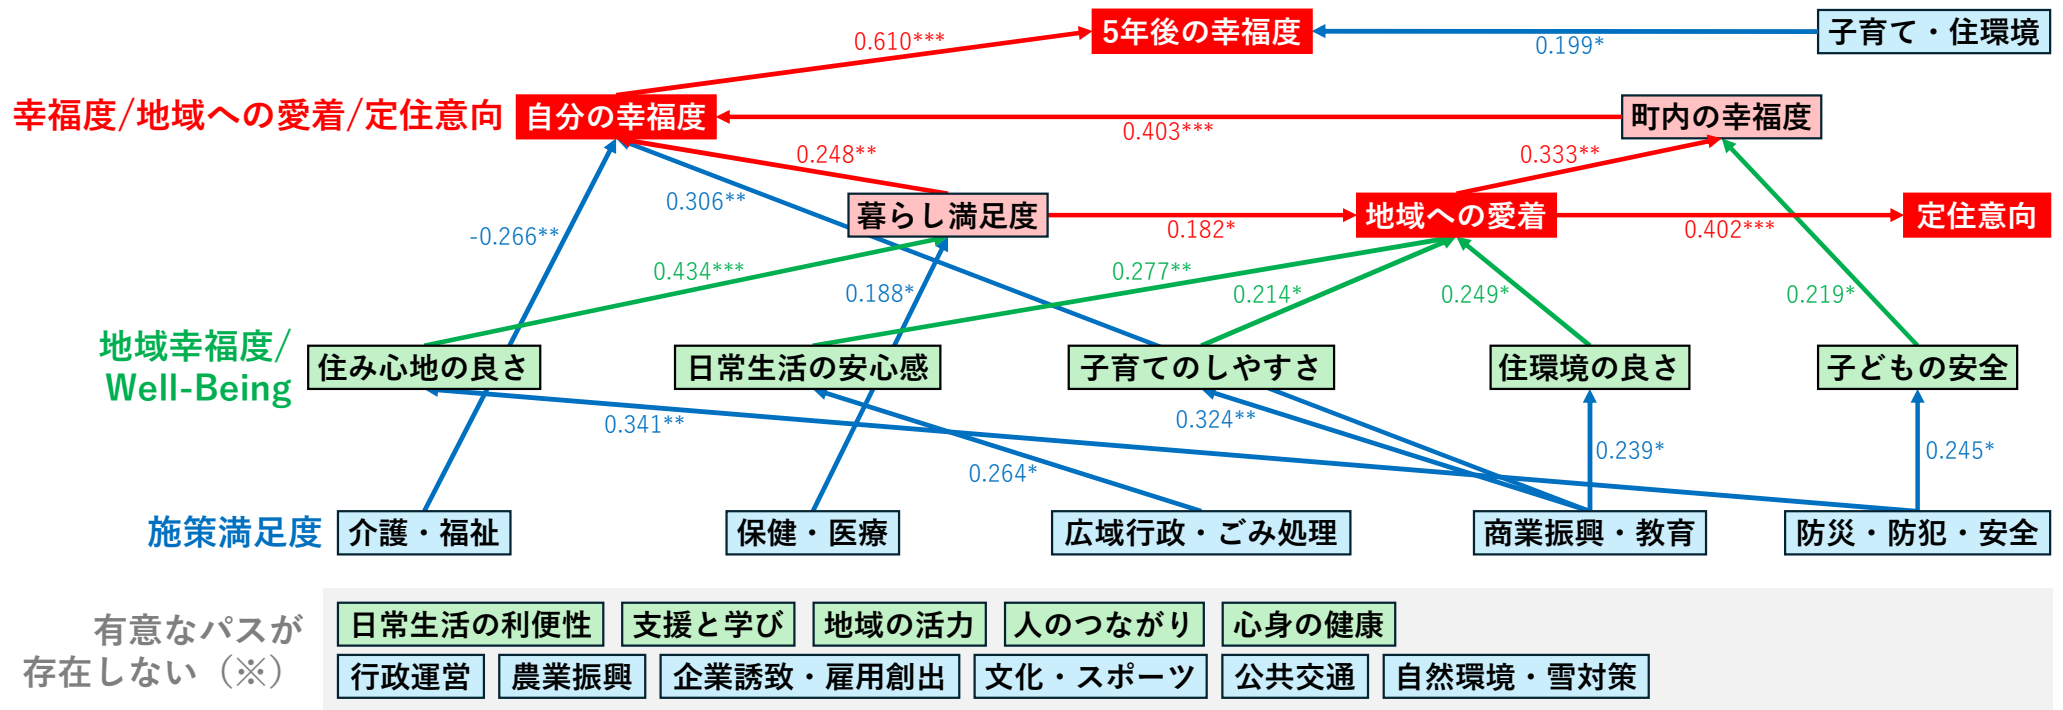 5年後の幸福度
子育て・住環境
0.610***
0.199*
幸福度/地域への愛着/定住意向
自分の幸福度
町内の幸福度
0.403***
0.248**
0.333**
0.306**
暮らし満足度
地域への愛着
定住意向
0.182*
0.402***
-0.266**
0.434***
0.277**
0.188*
0.214*
0.249*
0.219*
地域幸福度/
Well-Being
住み心地の良さ
日常生活の安心感
子育てのしやすさ
住環境の良さ
子どもの安全
0.341**
0.324**
0.264*
0.239*
0.245*
施策満足度
介護・福祉
保健・医療
広域行政・ごみ処理
商業振興・教育
防災・防犯・安全
有意なパスが
存在しない（※）
日常生活の利便性
支援と学び
地域の活力
人のつながり
心身の健康
行政運営
農業振興
企業誘致・雇用創出
文化・スポーツ
公共交通
自然環境・雪対策